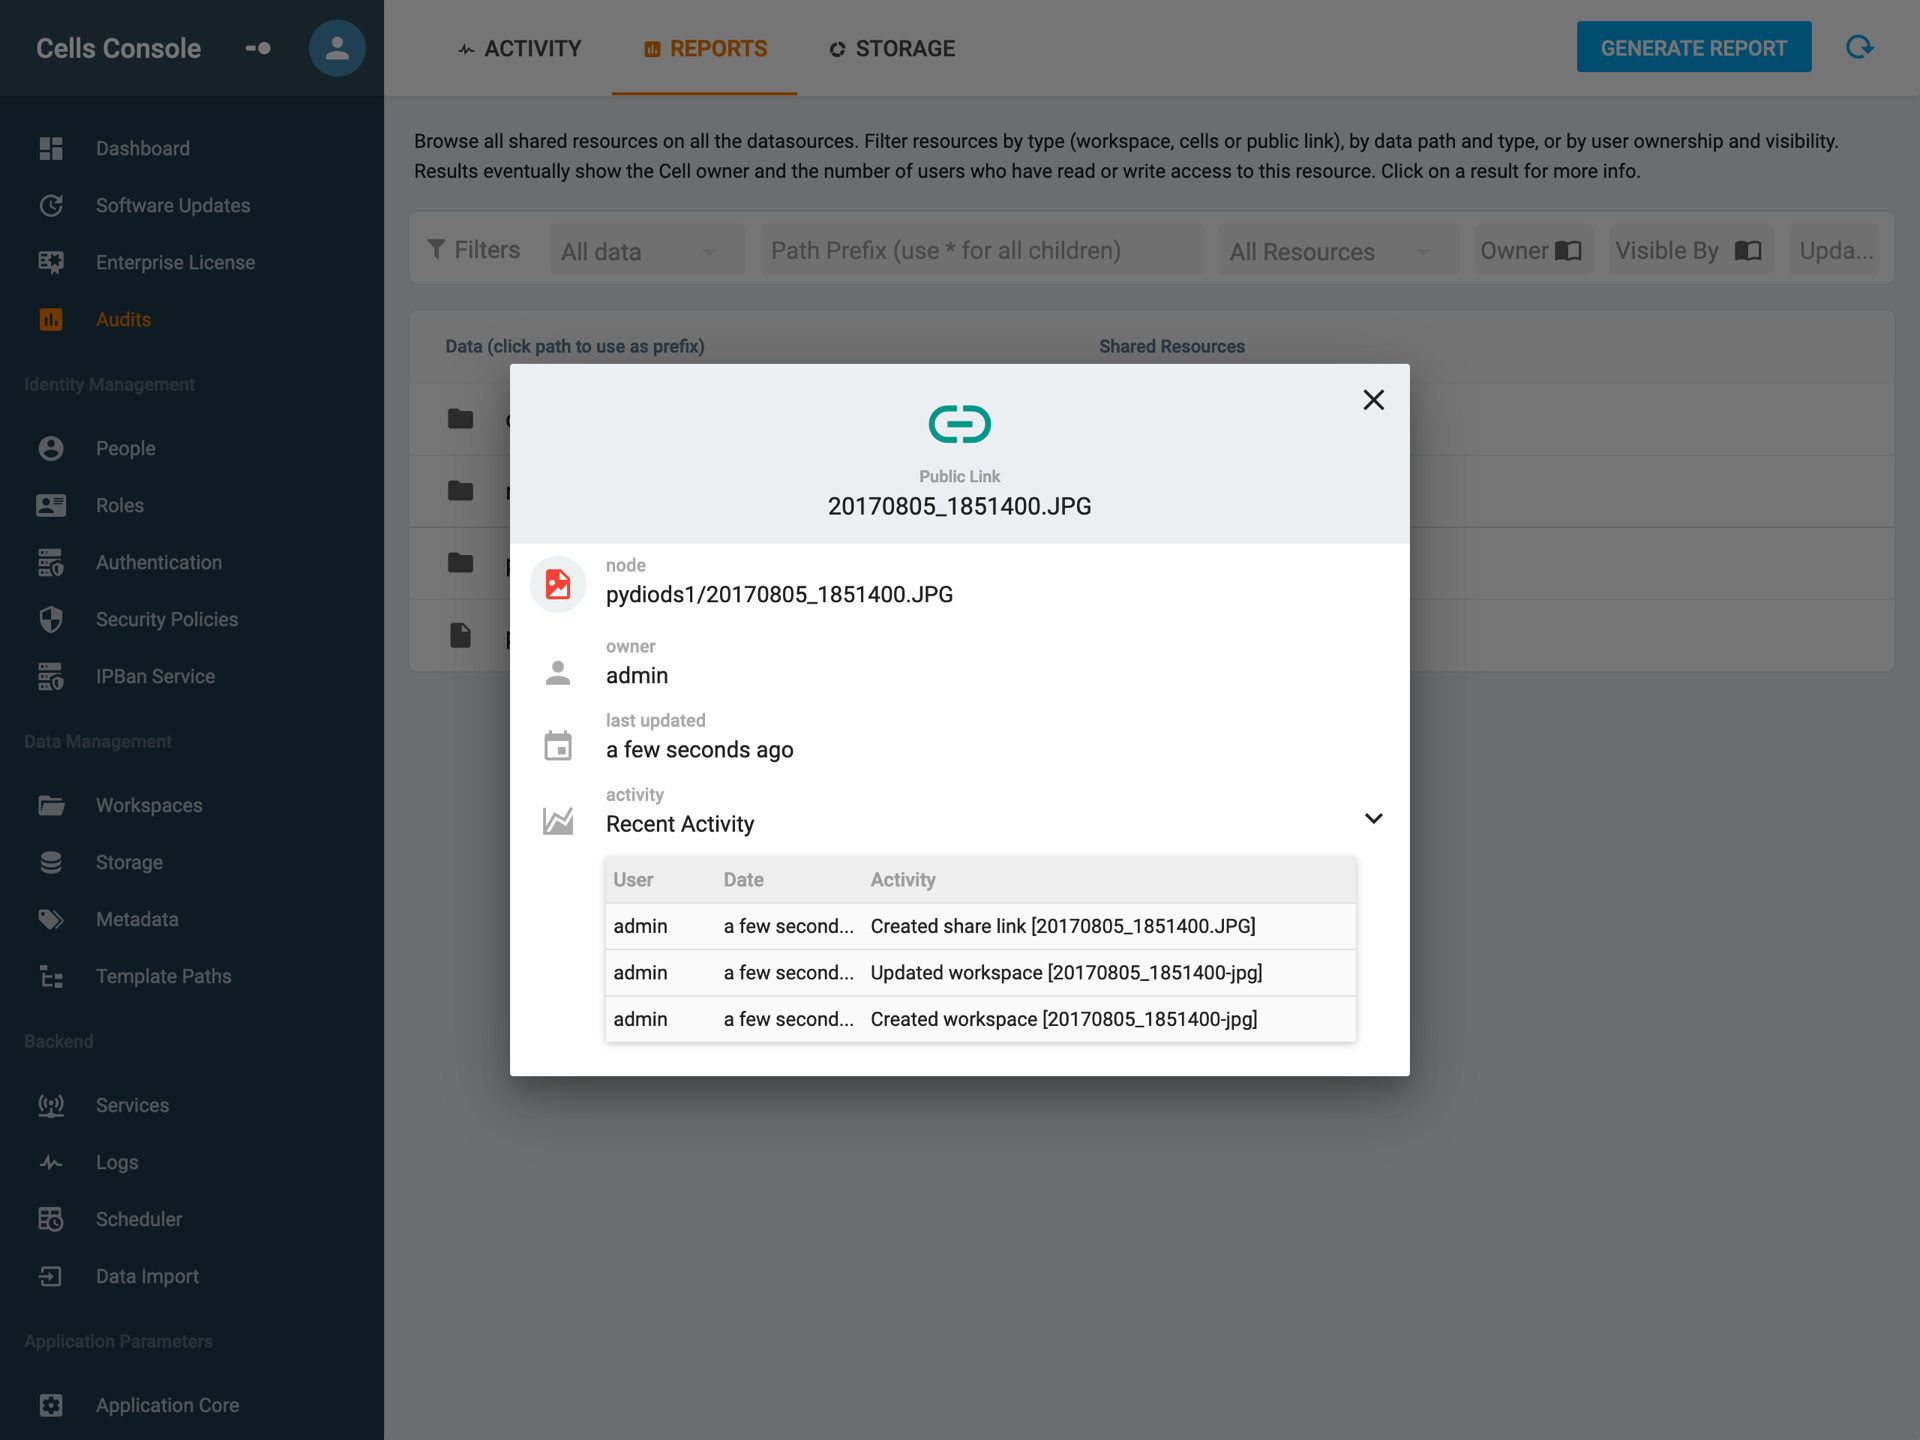 Cells Console
ACTIVITY
REPORTS
STORAGE
GENERATE REPORT
Dashboard
Software Updates
Enterprise License
Audits
Identity Management
People
Roles
Authentication
Security Policies
IPBan Service
Data Management
Workspaces
Storage
Metadata
Template Paths
Backend
Services
Logs
Scheduler
Data Import
Application Parameters
Application Core
Browse all shared resources on all the datasources. Filter resources by type (workspace, cells or public link), by data path and type, or by user ownership and visibility.
Results eventually show the Cell owner and the number of users who have read or write access to this resource. Click on a result for more info.
Filters
All data
Path Prefix (use * for all children)
All Resources
Owner
Visible By
Upda...
Data (click path to use as prefix)
Shared Resources
Public Link
20170805_1851400.JPG
node
pydiods1/20170805_1851400.JPG
owner
admin
last updated
a few seconds ago
activity
Recent Activity
User Date Activity
admin a few second... Created share link [20170805_1851400.JPG]
admin a few second... Updated workspace [20170805_1851400-jpg]
admin a few second... Created workspace [20170805_1851400-jpg]